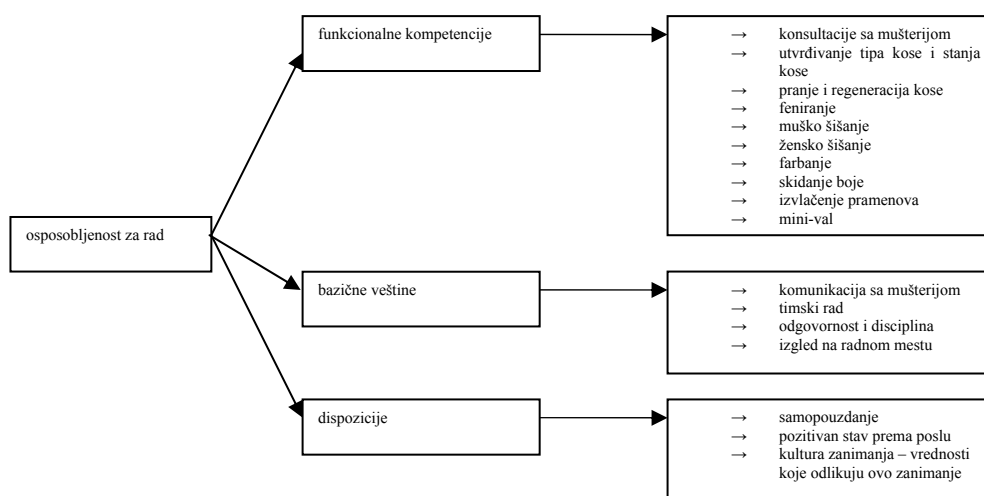 funkcionalne kompetencije
→ konsultacije sa mušterijom
→ utvrđivanje tipa kose i stanja
kose
→ pranje i regeneracija kose
→ feniranje
→ muško šišanje
→ žensko šišanje
→ farbanje
→ skidanje boje
→ izvlačenje pramenova
→ mini-val
osposobljenost za rad
bazične veštine
→ komunikacija sa mušterijom
→ timski rad
→ odgovornost i disciplina
→ izgled na radnom mestu
dispozicije
→ samopouzdanje
→ pozitivan stav prema poslu
→ kultura zanimanja – vrednosti
koje odlikuju ovo zanimanje